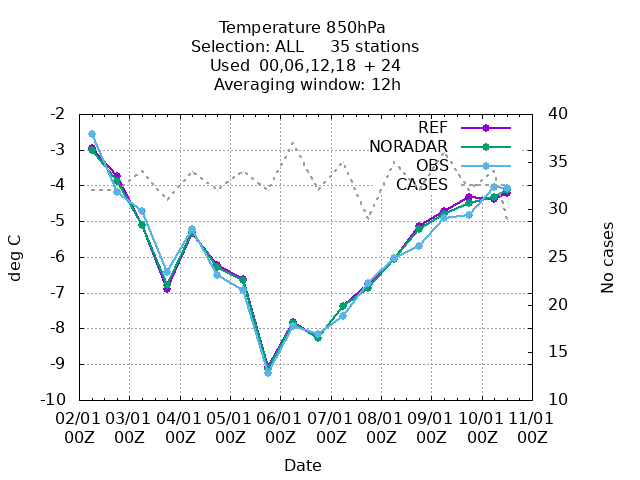 Temperature 850hPa
Selection: ALL 35 stations
Used 00,06,12,18 + 24
Averaging window: 12h
-2
-3
-4
-5
-6
-7
-8
-9
-10
40
35
30
25
20
15
10
REF
NORADAR
OBS
CASES
deg C
No cases
02/01 03/01 04/01 05/01 06/01 07/01 08/01 09/01 10/01 11/01
00Z 00Z 00Z 00Z 00Z 00Z 00Z 00Z 00Z 00Z
Date